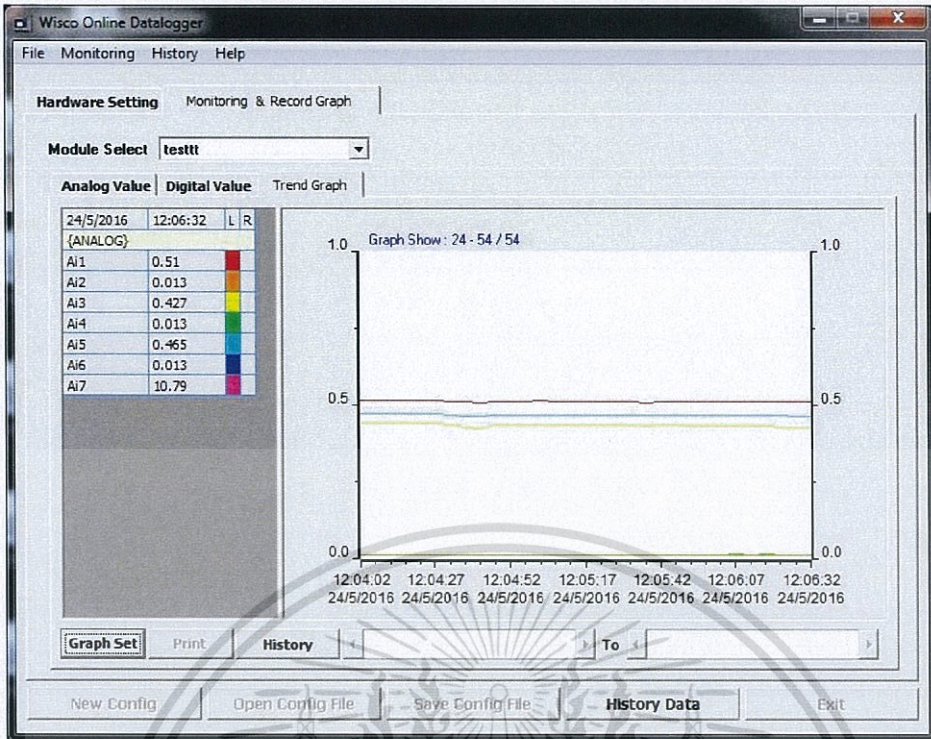 Wisco Online Datalogger
File Monitoring History Help
Hardware Setting Monitoring & Record Graph
Module Select testtt
Analog Value Digital Value Trend Graph
24/5/2016 12:06:32 L R
{ANALOG}
Ai1 0.51
Ai2 0.013
Ai3 0.427
Ai4 0.013
Ai5 0.465
Ai6 0.013
Ai7 10.79
Graph Show : 24 - 54 / 54
1.0 1.0
0.5 0.5
0.0 0.0
12:04:02 12:04:27 12:04:52 12:05:17 12:05:42 12:06:07 12:06:32
24/5/2016 24/5/2016 24/5/2016 24/5/2016 24/5/2016 24/5/2016 24/5/2016
Graph Set Print History To
New Config Open Config File Save Config File History Data Exit